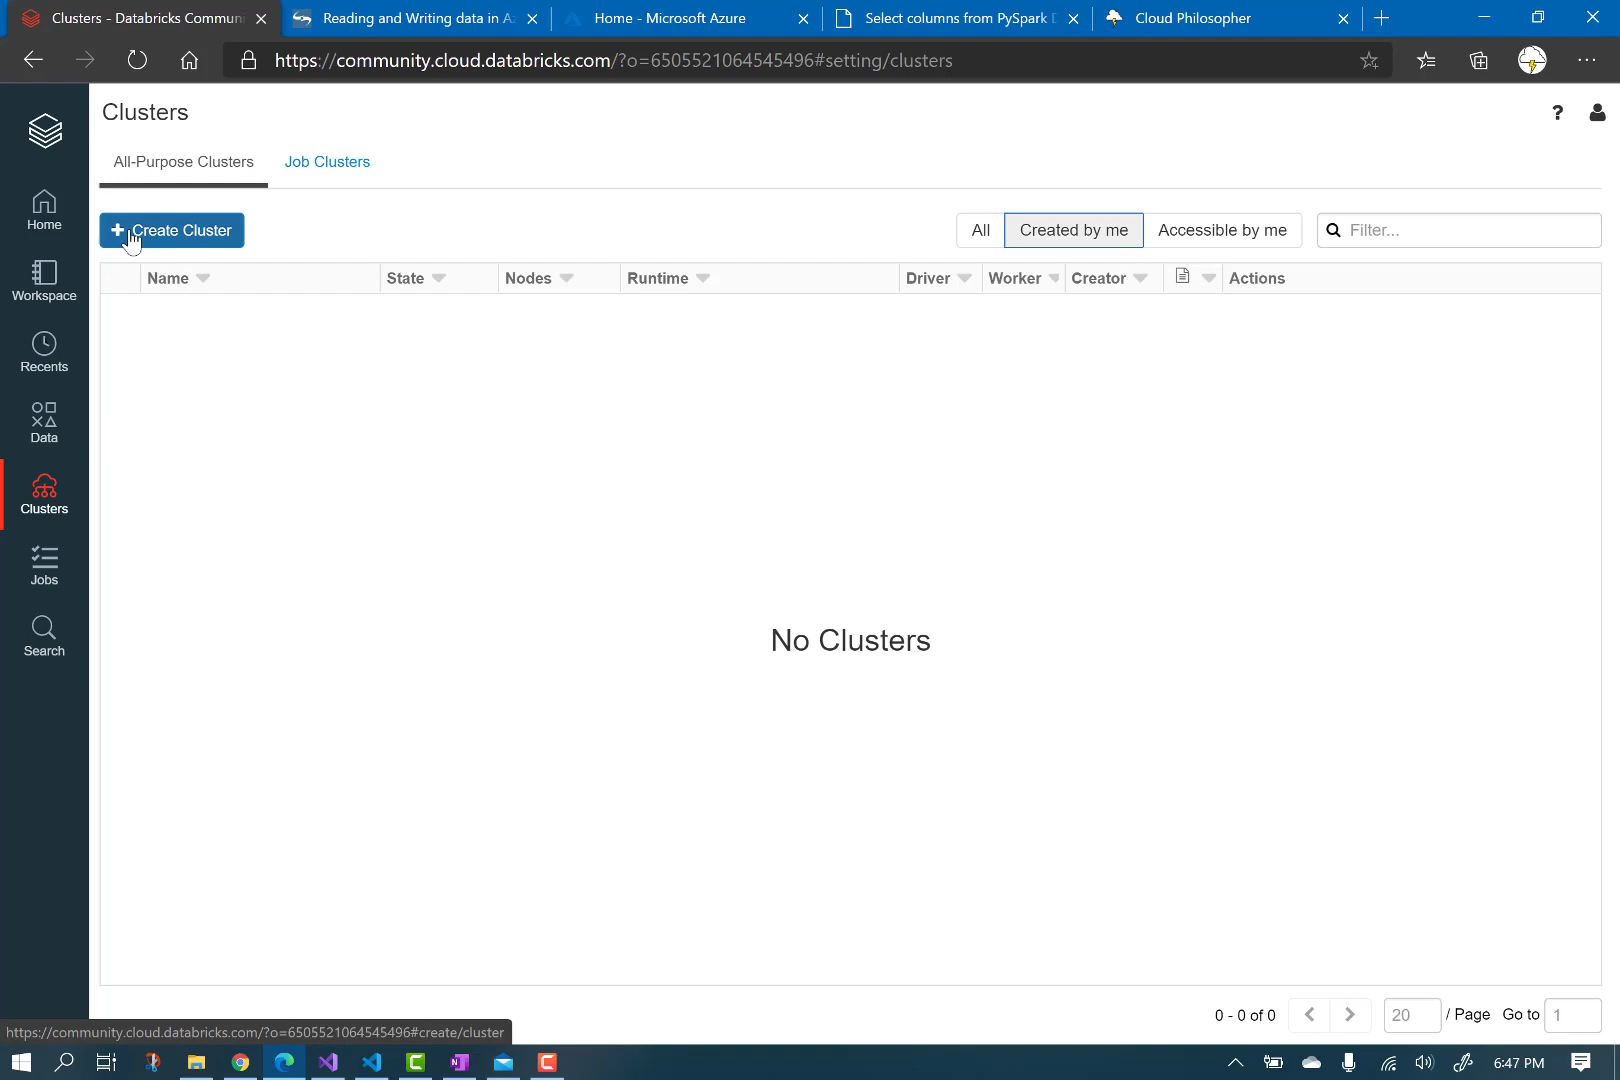 Clusters - Databricks Commun
Reading and Writing data in Az
Home - Microsoft Azure
Select columns from PySpark D
Cloud Philosopher
https://community.cloud.databricks.com/?o=6505521064545496#setting/clusters
Clusters
?
All-Purpose Clusters
Job Clusters
Home
+ Create Cluster
All
Created by me
Accessible by me
Filter...
Name
State
Nodes
Runtime
Driver
Worker
Creator
Actions
Workspace
Recents
Data
Clusters
Jobs
Search
No Clusters
0 - 0 of 0
20
/ Page
Go to
1
https://community.cloud.databricks.com/?o=6505521064545496#create/cluster
6:47 PM